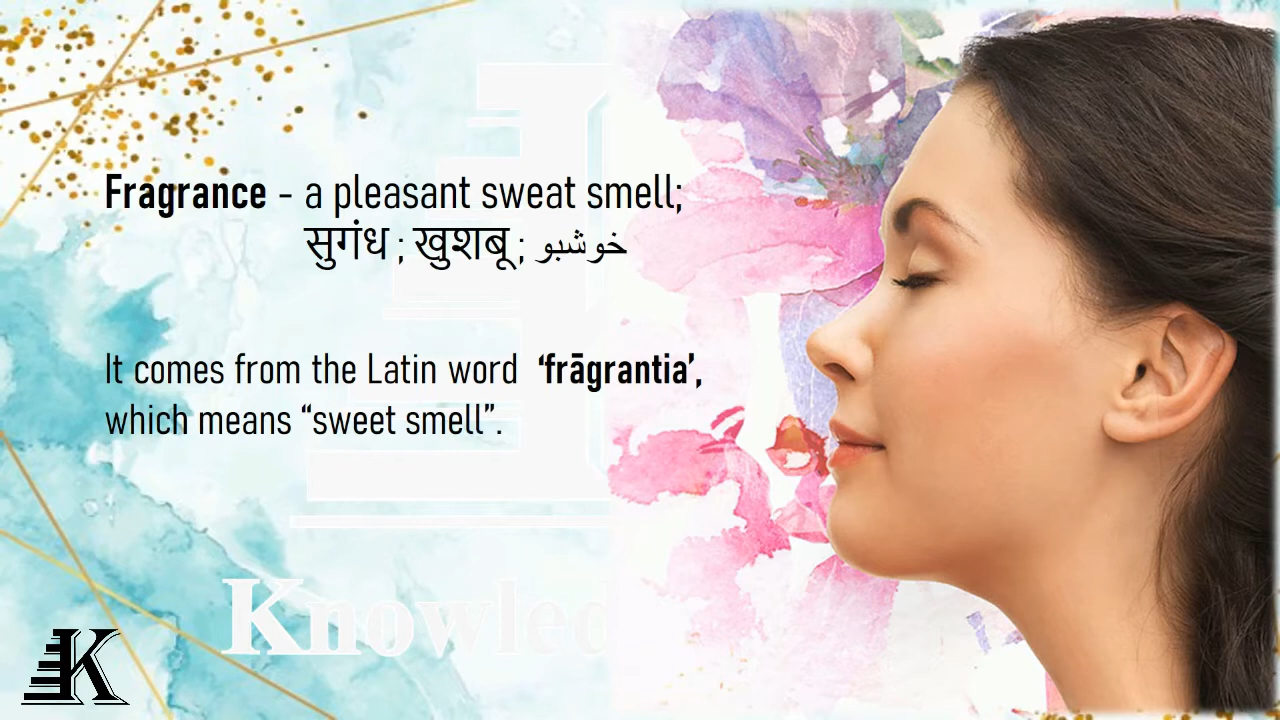 Fragrance - a pleasant sweat smell;
सुगंध ; खुशबू ; خوشبو
It comes from the Latin word ‘frāgrantia’,
which means “sweet smell”.
Knowled
K